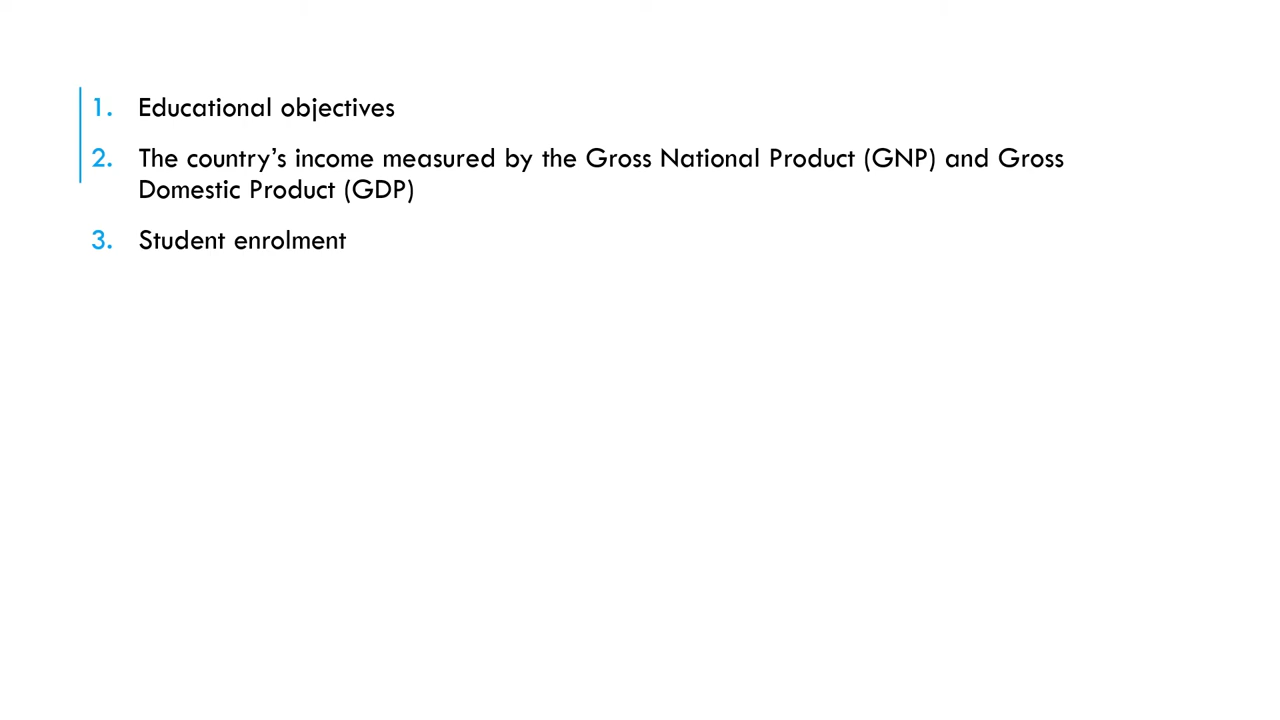 1. Educational objectives
2. The country’s income measured by the Gross National Product (GNP) and Gross
Domestic Product (GDP)
3. Student enrolment